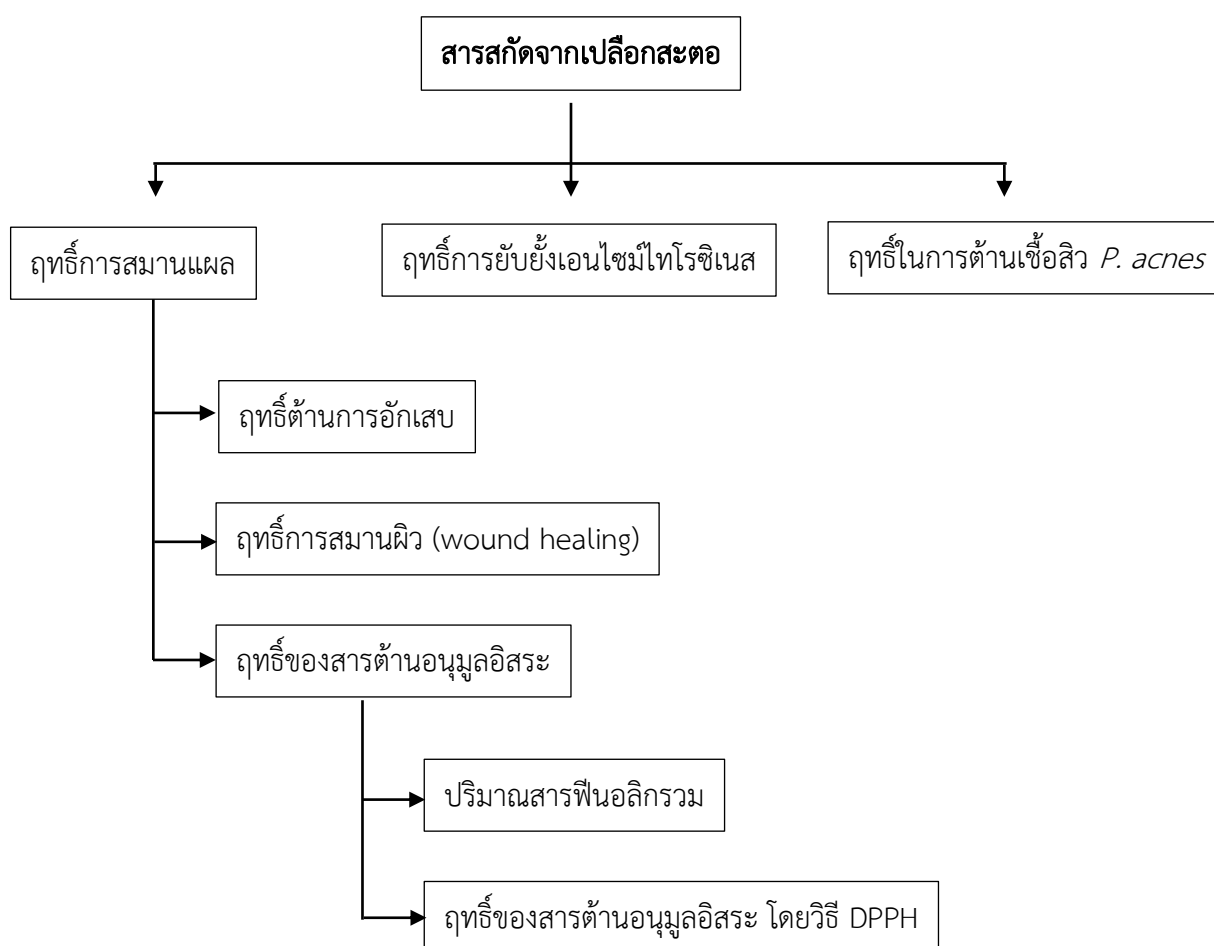 สารสกัดจากเปลือกสะตอ
ฤทธิ์การสมานแผล
ฤทธิ์การยับยั้งเอนไซม์ไทโรซิเนส
ฤทธิ์ในการต้านเชื้อสิว P. acnes
ฤทธิ์ต้านการอักเสบ
ฤทธิ์การสมานผิว (wound healing)
ฤทธิ์ของสารต้านอนุมูลอิสระ
ปริมาณสารฟีนอลิกรวม
ฤทธิ์ของสารต้านอนุมูลอิสระ โดยวิธี DPPH